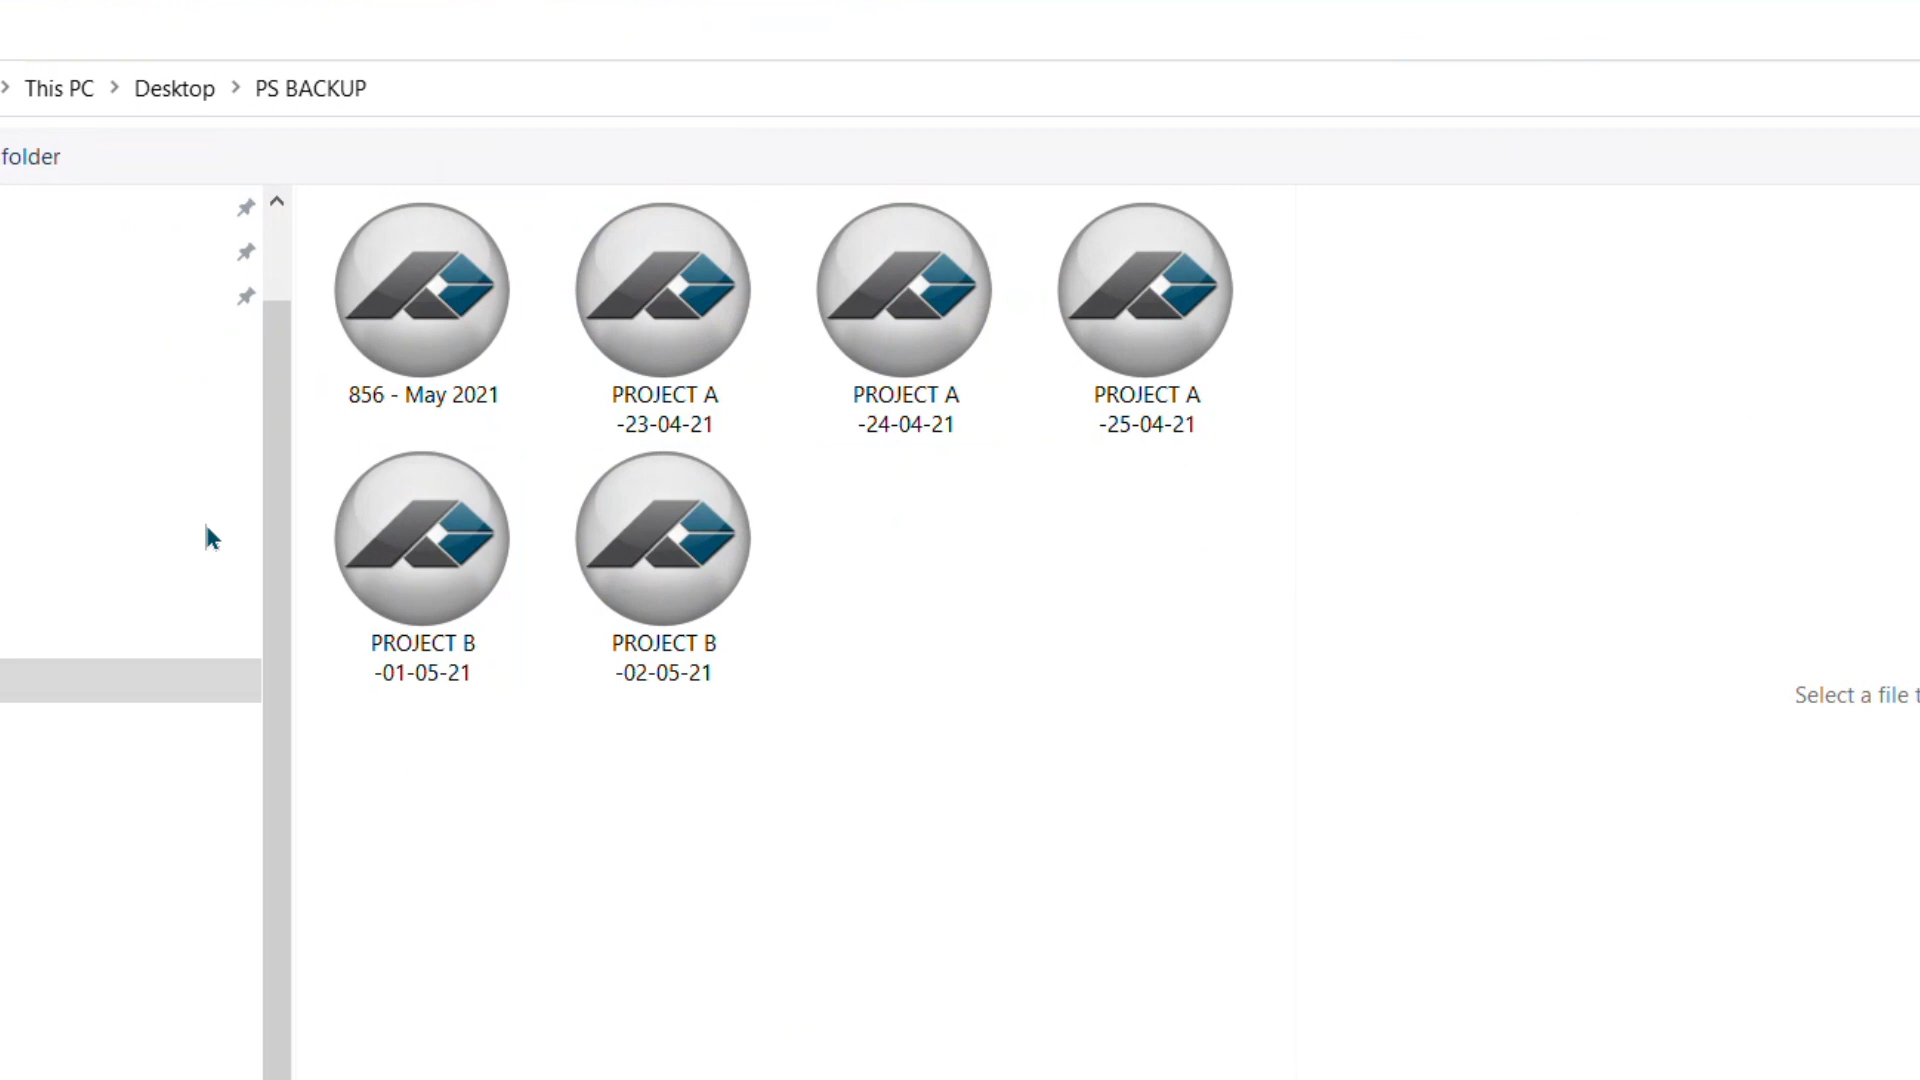 This PC > Desktop > PS BACKUP
folder
856 - May 2021
PROJECT A
-23-04-21
PROJECT A
-24-04-21
PROJECT A
-25-04-21
PROJECT B
-01-05-21
PROJECT B
-02-05-21
Select a file t